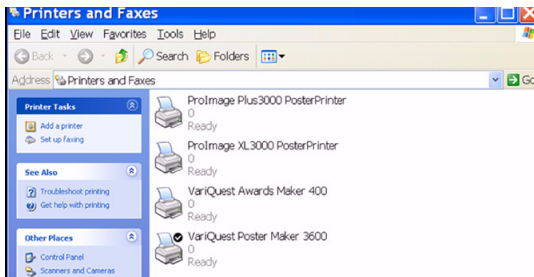 Printers and Faxes
File Edit View Favorites Tools Help
Back Search Folders
Address Printers and Faxes Go
Printer Tasks
Add a printer
Set up faxing
See Also
Troubleshoot printing
Get help with printing
Other Places
Control Panel
Scanners and Cameras
ProImage Plus3000 PosterPrinter
0
Ready
ProImage XL3000 PosterPrinter
0
Ready
VariQuest Awards Maker 400
0
Ready
VariQuest Poster Maker 3600
0
Ready